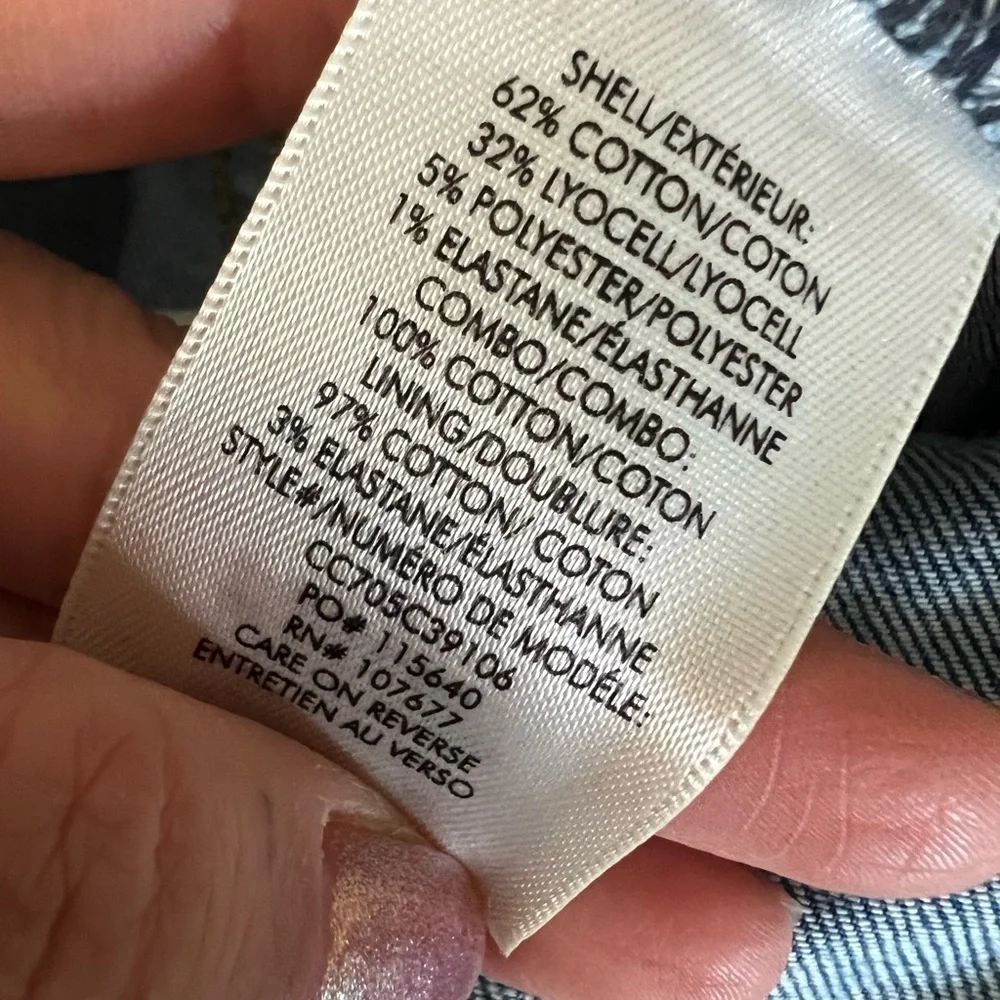 SHELL/EXTÉRIEUR:
62% COTTON/COTON
32% LYOCELL/LYOCELL
5% POLYESTER/POLYESTER
1% ELASTANE/ÉLASTHANNE
COMBO/COMBO:
100% COTTON/COTON
LINING/DOUBLURE:
97% COTTON/ COTON
3% ELASTANE/ÉLASTHANNE
STYLE#/NUMÉRO DE MODÉLE:
CC705C39106
PO# 115640
RN# 107677
CARE ON REVERSE
ENTRETIEN AU VERSO